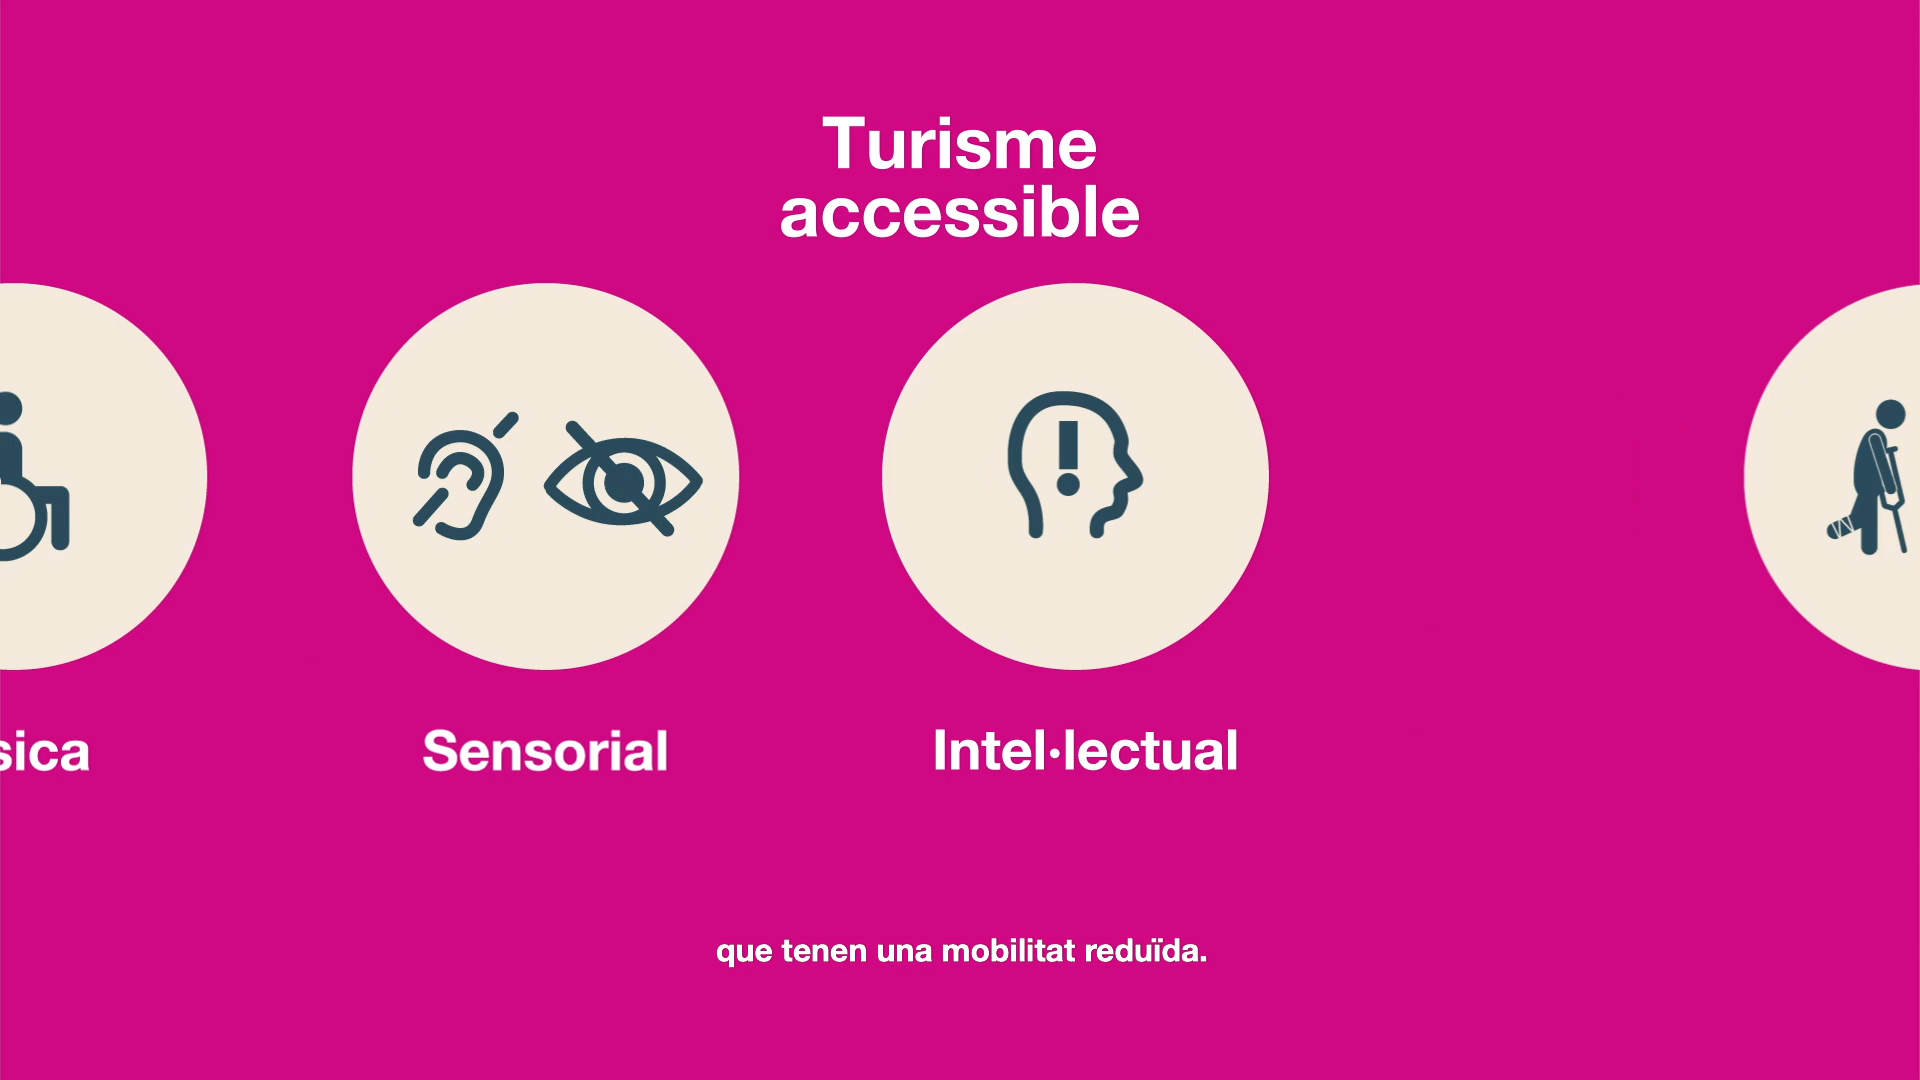 Turisme
accessible
sica
Sensorial
Intel·lectual
que tenen una mobilitat reduïda.